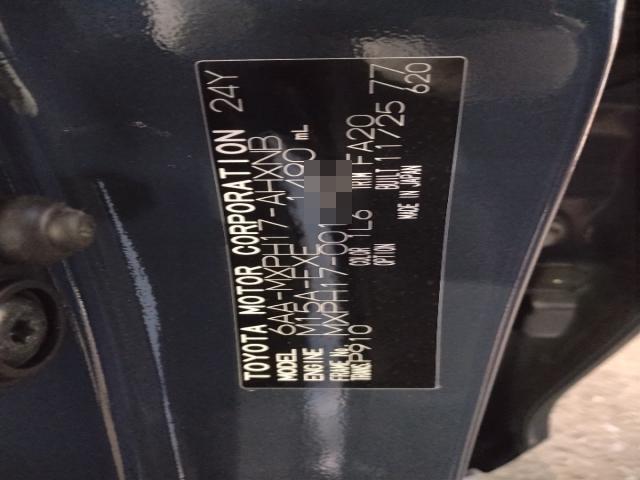 TOYOTA MOTOR CORPORATION 24Y
MODEL 6AA-MXPH17-AHXNB
ENGINE M15A-FXE 1490 mL
FRAME No. MXPH17-001
COLOR 1L6 TRIM FA20
TRANS P910 OPTION BUILT 11725 77
MADE IN JAPAN 620